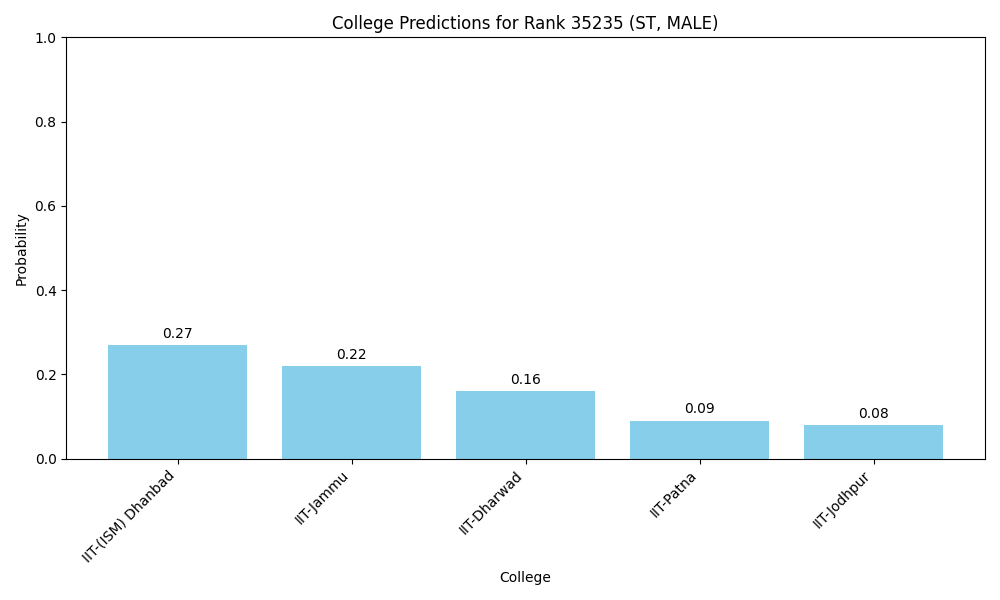 College Predictions for Rank 35235 (ST, MALE)
Probability
1.0
0.8
0.6
0.4
0.2
0.0
0.27
0.22
0.16
0.09
0.08
IIT-(ISM) Dhanbad
IIT-Jammu
IIT-Dharwad
IIT-Patna
IIT-Jodhpur
College